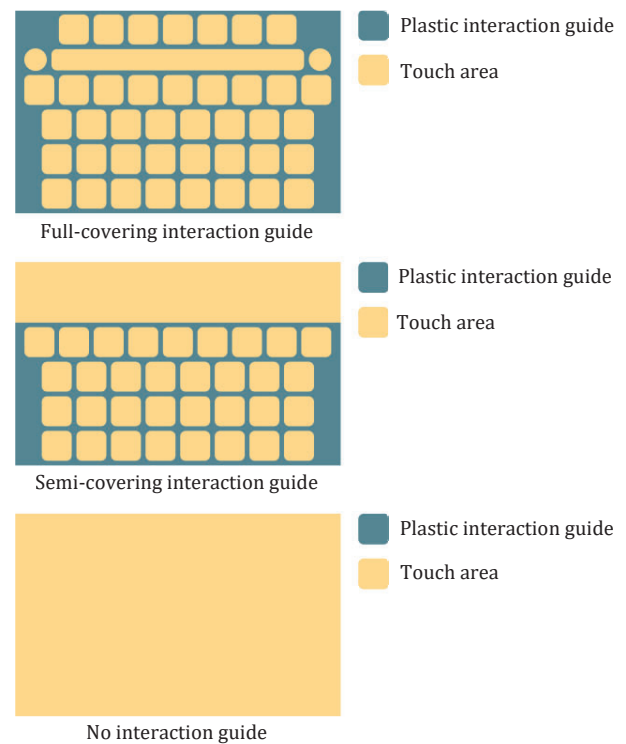 Plastic interaction guide
Touch area
Full-covering interaction guide
Plastic interaction guide
Touch area
Semi-covering interaction guide
Plastic interaction guide
Touch area
No interaction guide